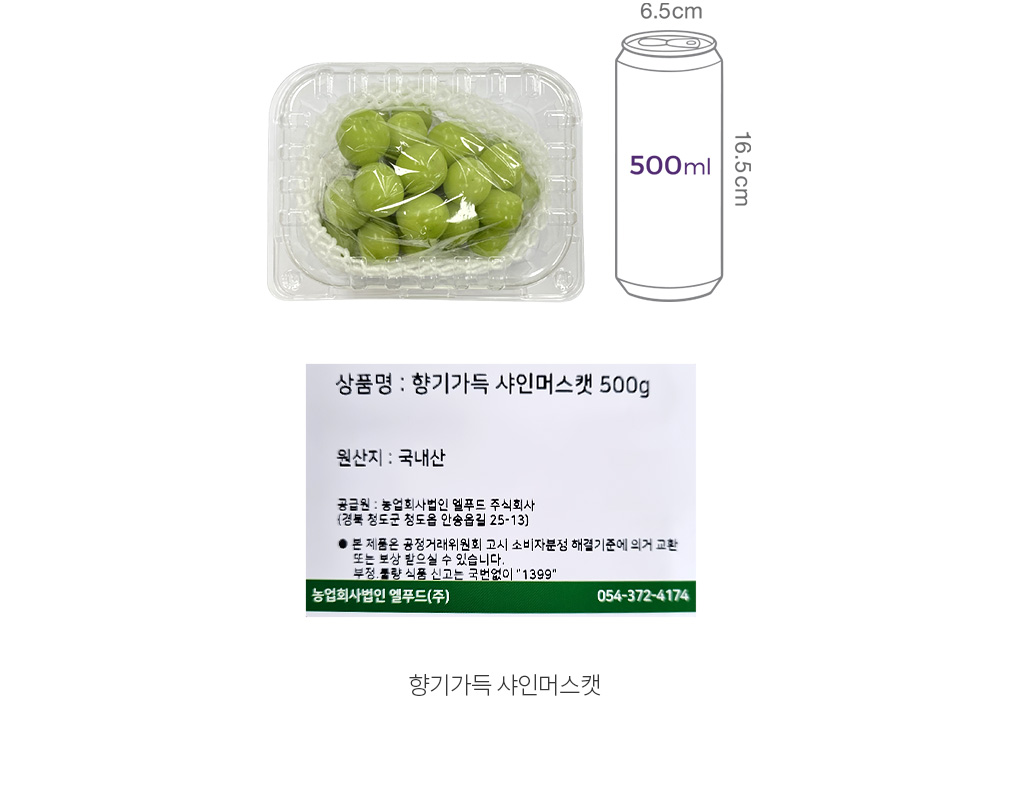 6.5cm
500ml
16.5cm
상품명 : 향기가득 샤인머스캣 500g
원산지 : 국내산
공급원 : 농업회사법인 엘푸드 주식회사
(경북 청도군 청도읍 안송읍길 25-13)
● 본 제품은 공정거래위원회 고시 소비자분성 해결기준에 의거 교환
또는 보상 받으실 수 있습니다.
부정,불량 식품 신고는 국번없이 "1399"
농업회사법인 엘푸드(주)
054-372-4174
향기가득 샤인머스캣